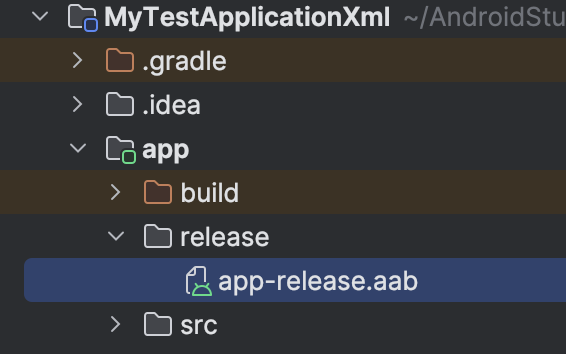 MyTestApplicationXml ~/AndroidStu
.gradle
.idea
app
build
release
app-release.aab
src